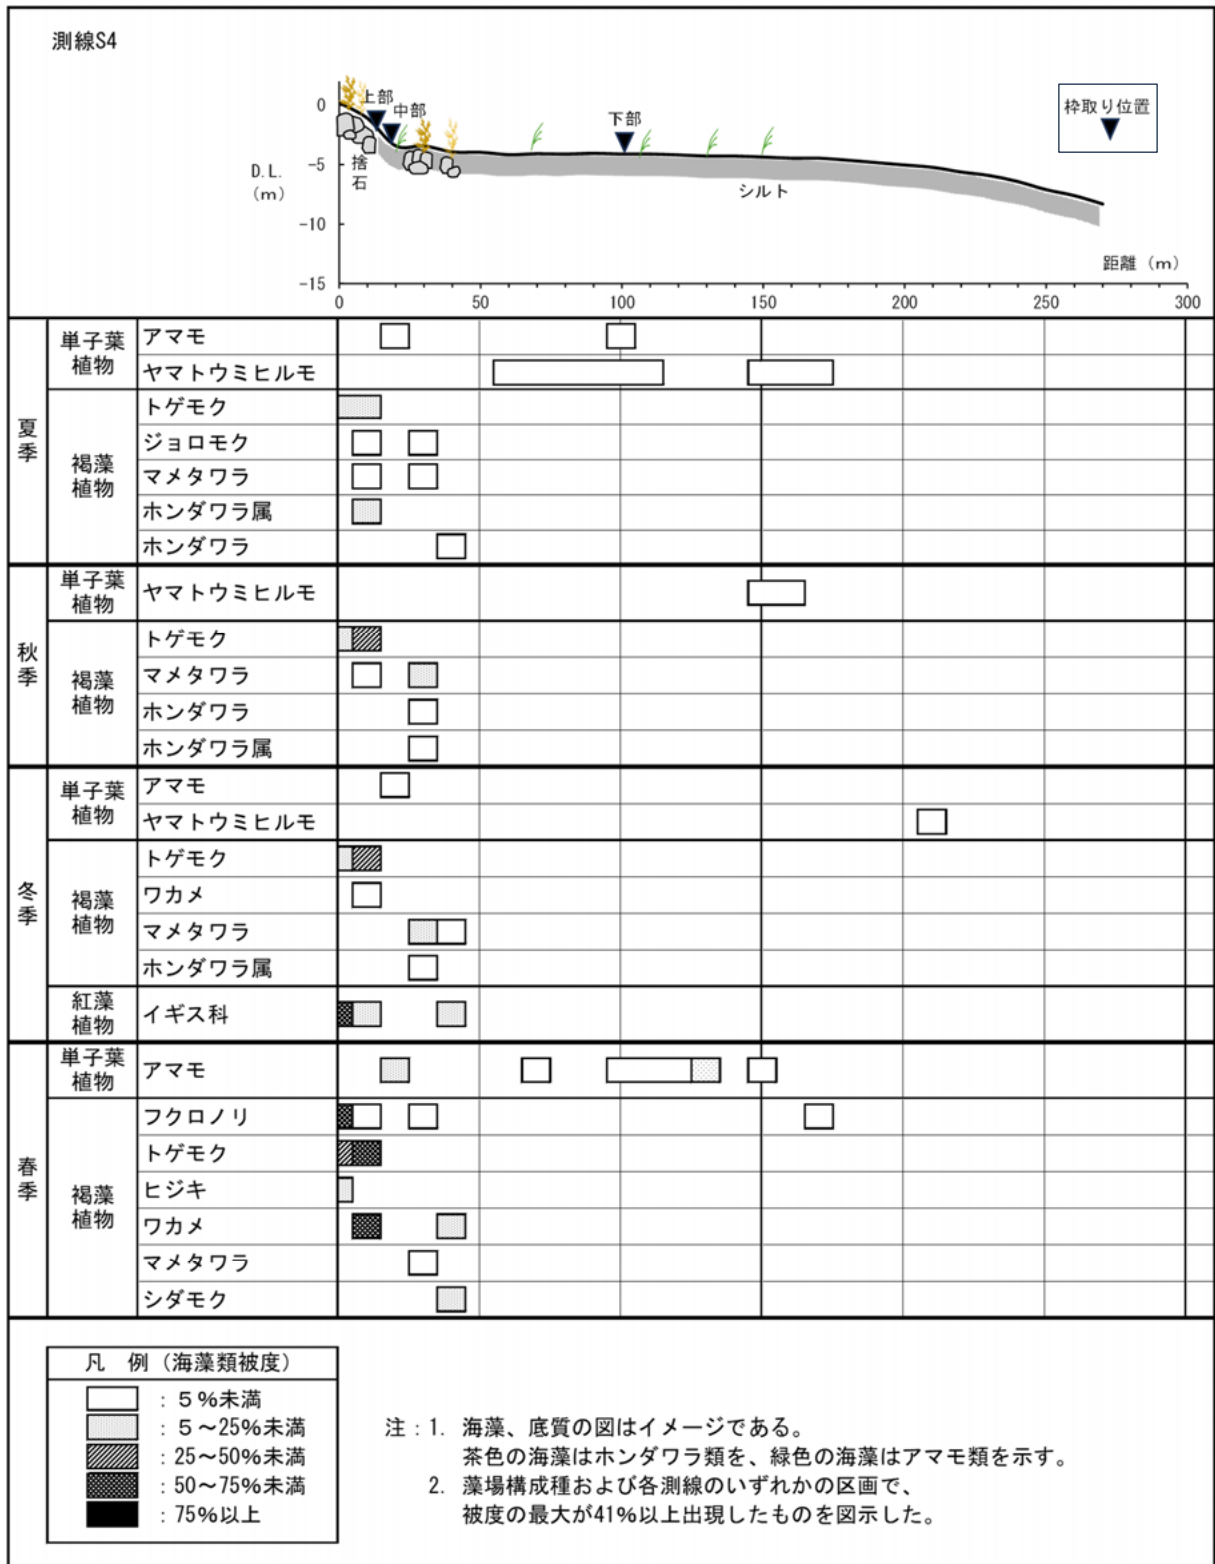 測線S4
枠取り位置
上部
中部
下部
捨石
シルト
D.L.
(m)
0
-5
-10
-15
距離 (m)
0 50 100 150 200 250 300
夏季
単子葉植物
アマモ
ヤマトウミヒルモ
褐藻植物
トゲモク
ジョロモク
マメタワラ
ホンダワラ属
ホンダワラ
秋季
単子葉植物
ヤマトウミヒルモ
褐藻植物
トゲモク
マメタワラ
ホンダワラ
ホンダワラ属
冬季
単子葉植物
アマモ
ヤマトウミヒルモ
褐藻植物
トゲモク
ワカメ
マメタワラ
ホンダワラ属
紅藻植物
イギス科
春季
単子葉植物
アマモ
褐藻植物
フクロノリ
トゲモク
ヒジキ
ワカメ
マメタワラ
シダモク
凡 例(海藻類被度)
:5%未満
:5~25%未満
:25~50%未満
:50~75%未満
:75%以上
注:1. 海藻、底質の図はイメージである。
茶色の海藻はホンダワラ類を、緑色の海藻はアマモ類を示す。
2. 藻場構成種および各測線のいずれかの区画で、
被度の最大が41%以上出現したものを図示した。